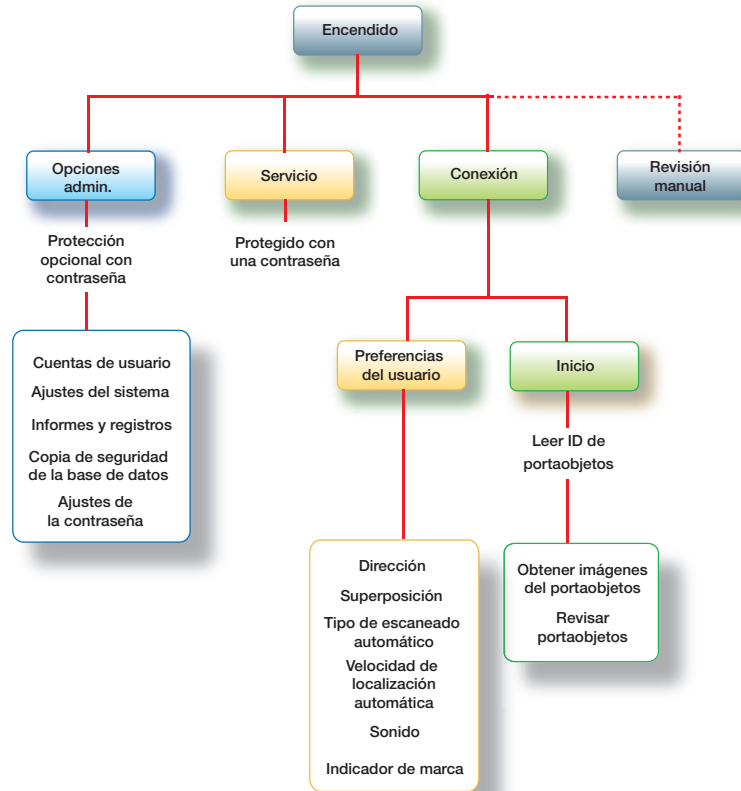 Encendido
Opciones
admin.
Servicio
Conexión
Revisión
manual
Protección
opcional con
contraseña
Protegido con
una contraseña
Cuentas de usuario
Ajustes del sistema
Informes y registros
Copia de seguridad
de la base de datos
Ajustes de
la contraseña
Preferencias
del usuario
Inicio
Leer ID de
portaobjetos
Dirección
Superposición
Tipo de escaneado
automático
Velocidad de
localización
automática
Sonido
Indicador de marca
Obtener imágenes
del portaobjetos
Revisar
portaobjetos